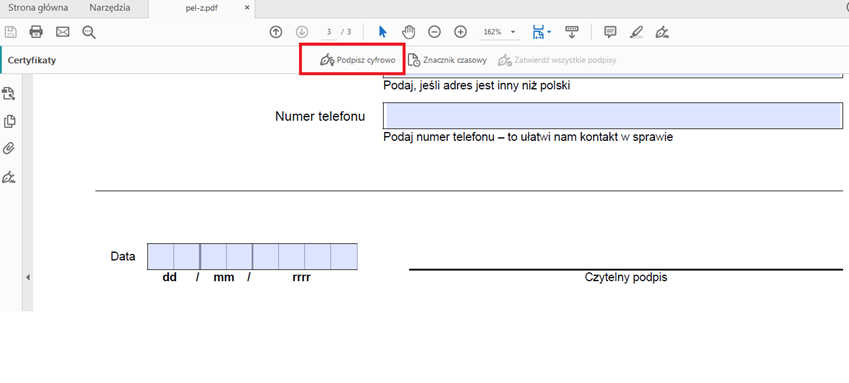 Strona główna Narzędzia pel-z.pdf ×
3 / 3 162%
Certyfikaty Podpisz cyfrowo Znacznik czasowy Zatwierdź wszystkie podpisy
Podaj, jeśli adres jest inny niż polski
Numer telefonu
Podaj numer telefonu – to ułatwi nam kontakt w sprawie
Data
dd / mm / rrrr
Czytelny podpis